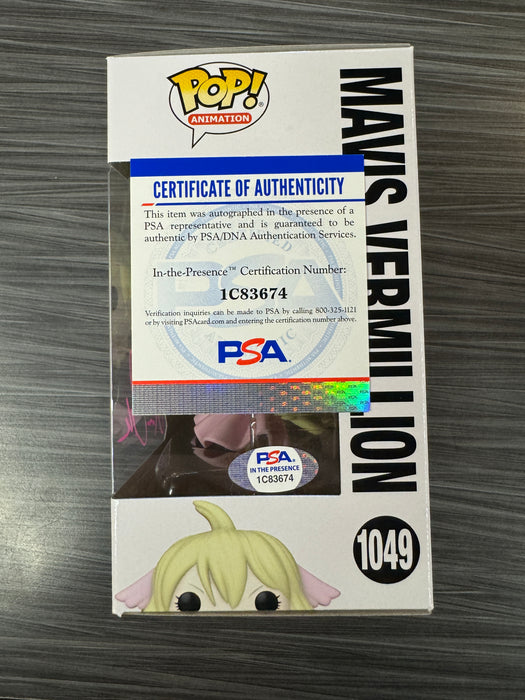 POP!
ANIMATION
MAVIS VERMILLION
CERTIFICATE OF AUTHENTICITY
This item was autographed in the presence of a
PSA representative and is guaranteed to be
authentic by PSA/DNA Authentication Services.
In-the-Presence™ Certification Number:
1C83674
Verification inquiries can be made to PSA by calling 800-325-1121
or by visiting PSAcard.com and entering the certification number above.
PSA
PSA
IN THE PRESENCE
1C83674
1049